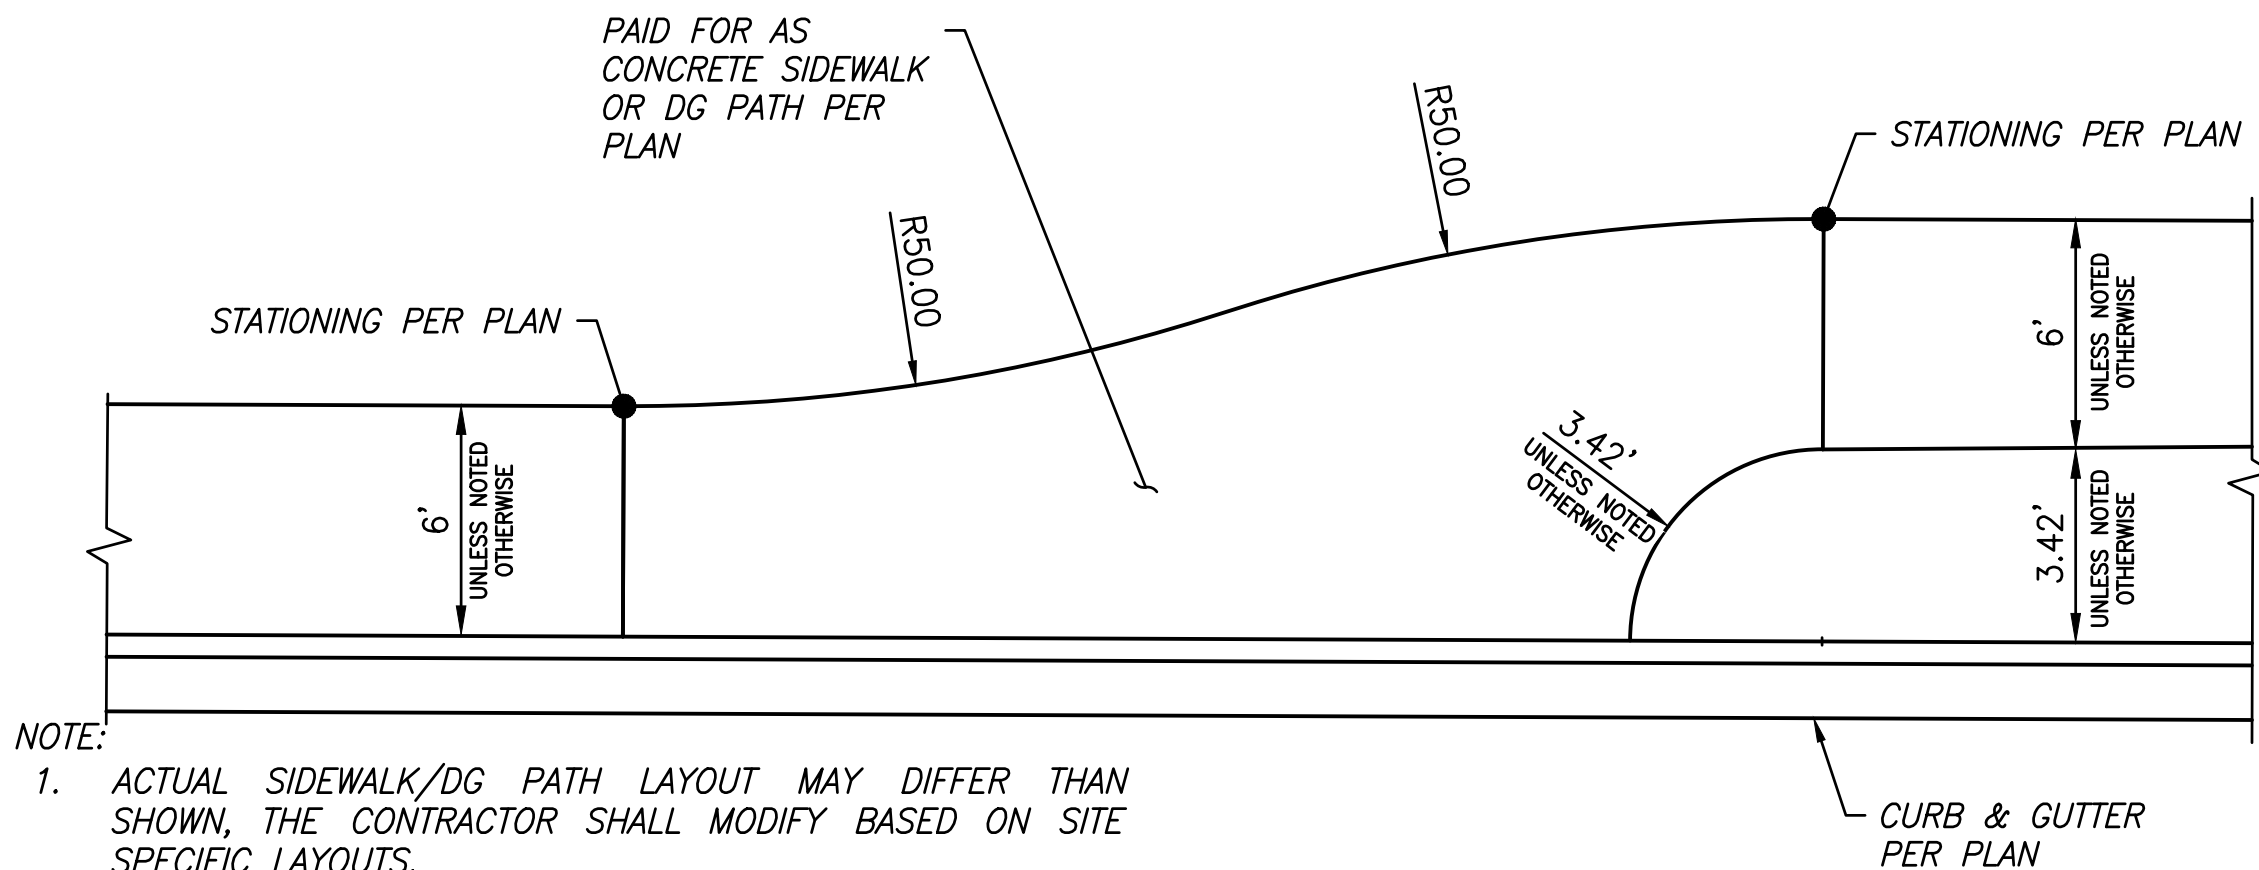 PAID FOR AS
CONCRETE SIDEWALK
OR DG PATH PER
PLAN
R50.00
STATIONING PER PLAN
R50.00
STATIONING PER PLAN
6'
UNLESS NOTED
OTHERWISE
6'
UNLESS NOTED
OTHERWISE
3.42'
UNLESS NOTED
OTHERWISE
3.42'
UNLESS NOTED
OTHERWISE
NOTE:
1. ACTUAL SIDEWALK/DG PATH LAYOUT MAY DIFFER THAN
SHOWN, THE CONTRACTOR SHALL MODIFY BASED ON SITE
SPECIFIC LAYOUTS.
CURB & GUTTER
PER PLAN